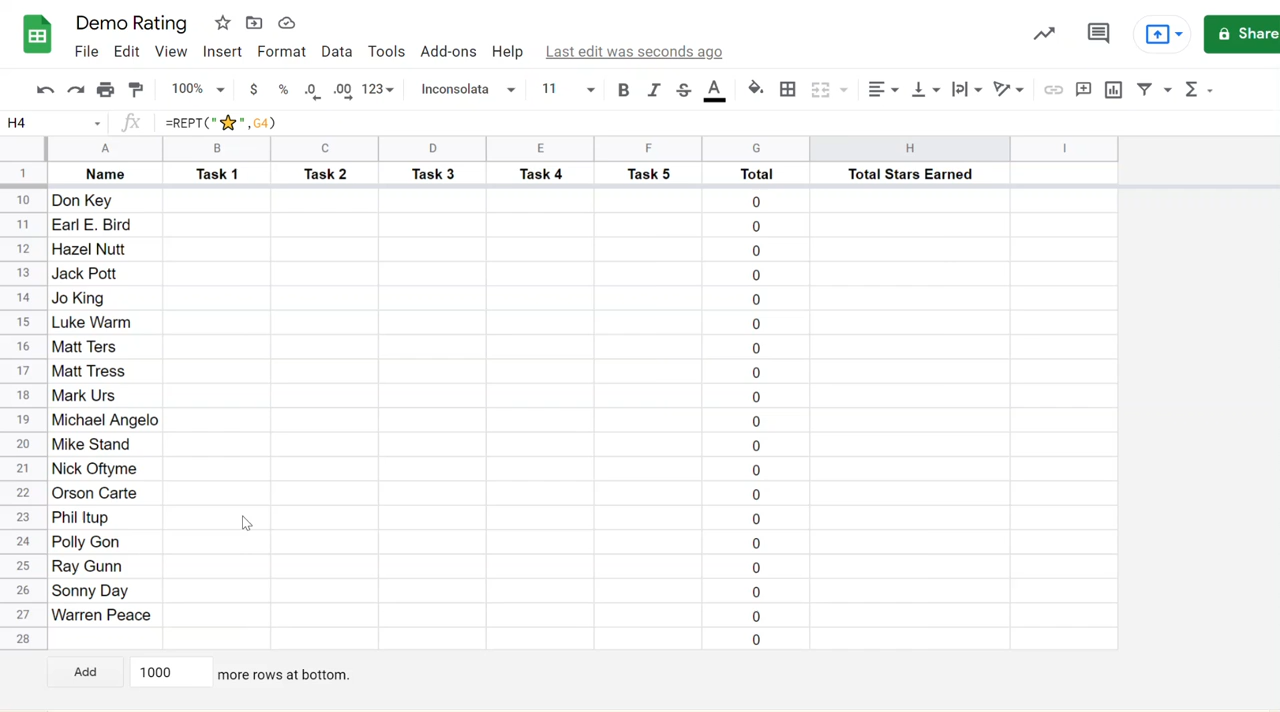 Demo Rating
File Edit View Insert Format Data Tools Add-ons Help Last edit was seconds ago
Share
100% $ % .0 .00 123 Inconsolata 11 B I S A Σ
H4 fx =REPT("⭐",G4)
A B C D E F G H I
1 Name Task 1 Task 2 Task 3 Task 4 Task 5 Total Total Stars Earned
10 Don Key 0
11 Earl E. Bird 0
12 Hazel Nutt 0
13 Jack Pott 0
14 Jo King 0
15 Luke Warm 0
16 Matt Ters 0
17 Matt Tress 0
18 Mark Urs 0
19 Michael Angelo 0
20 Mike Stand 0
21 Nick Oftyme 0
22 Orson Carte 0
23 Phil Itup 0
24 Polly Gon 0
25 Ray Gunn 0
26 Sonny Day 0
27 Warren Peace 0
28 0
Add 1000 more rows at bottom.